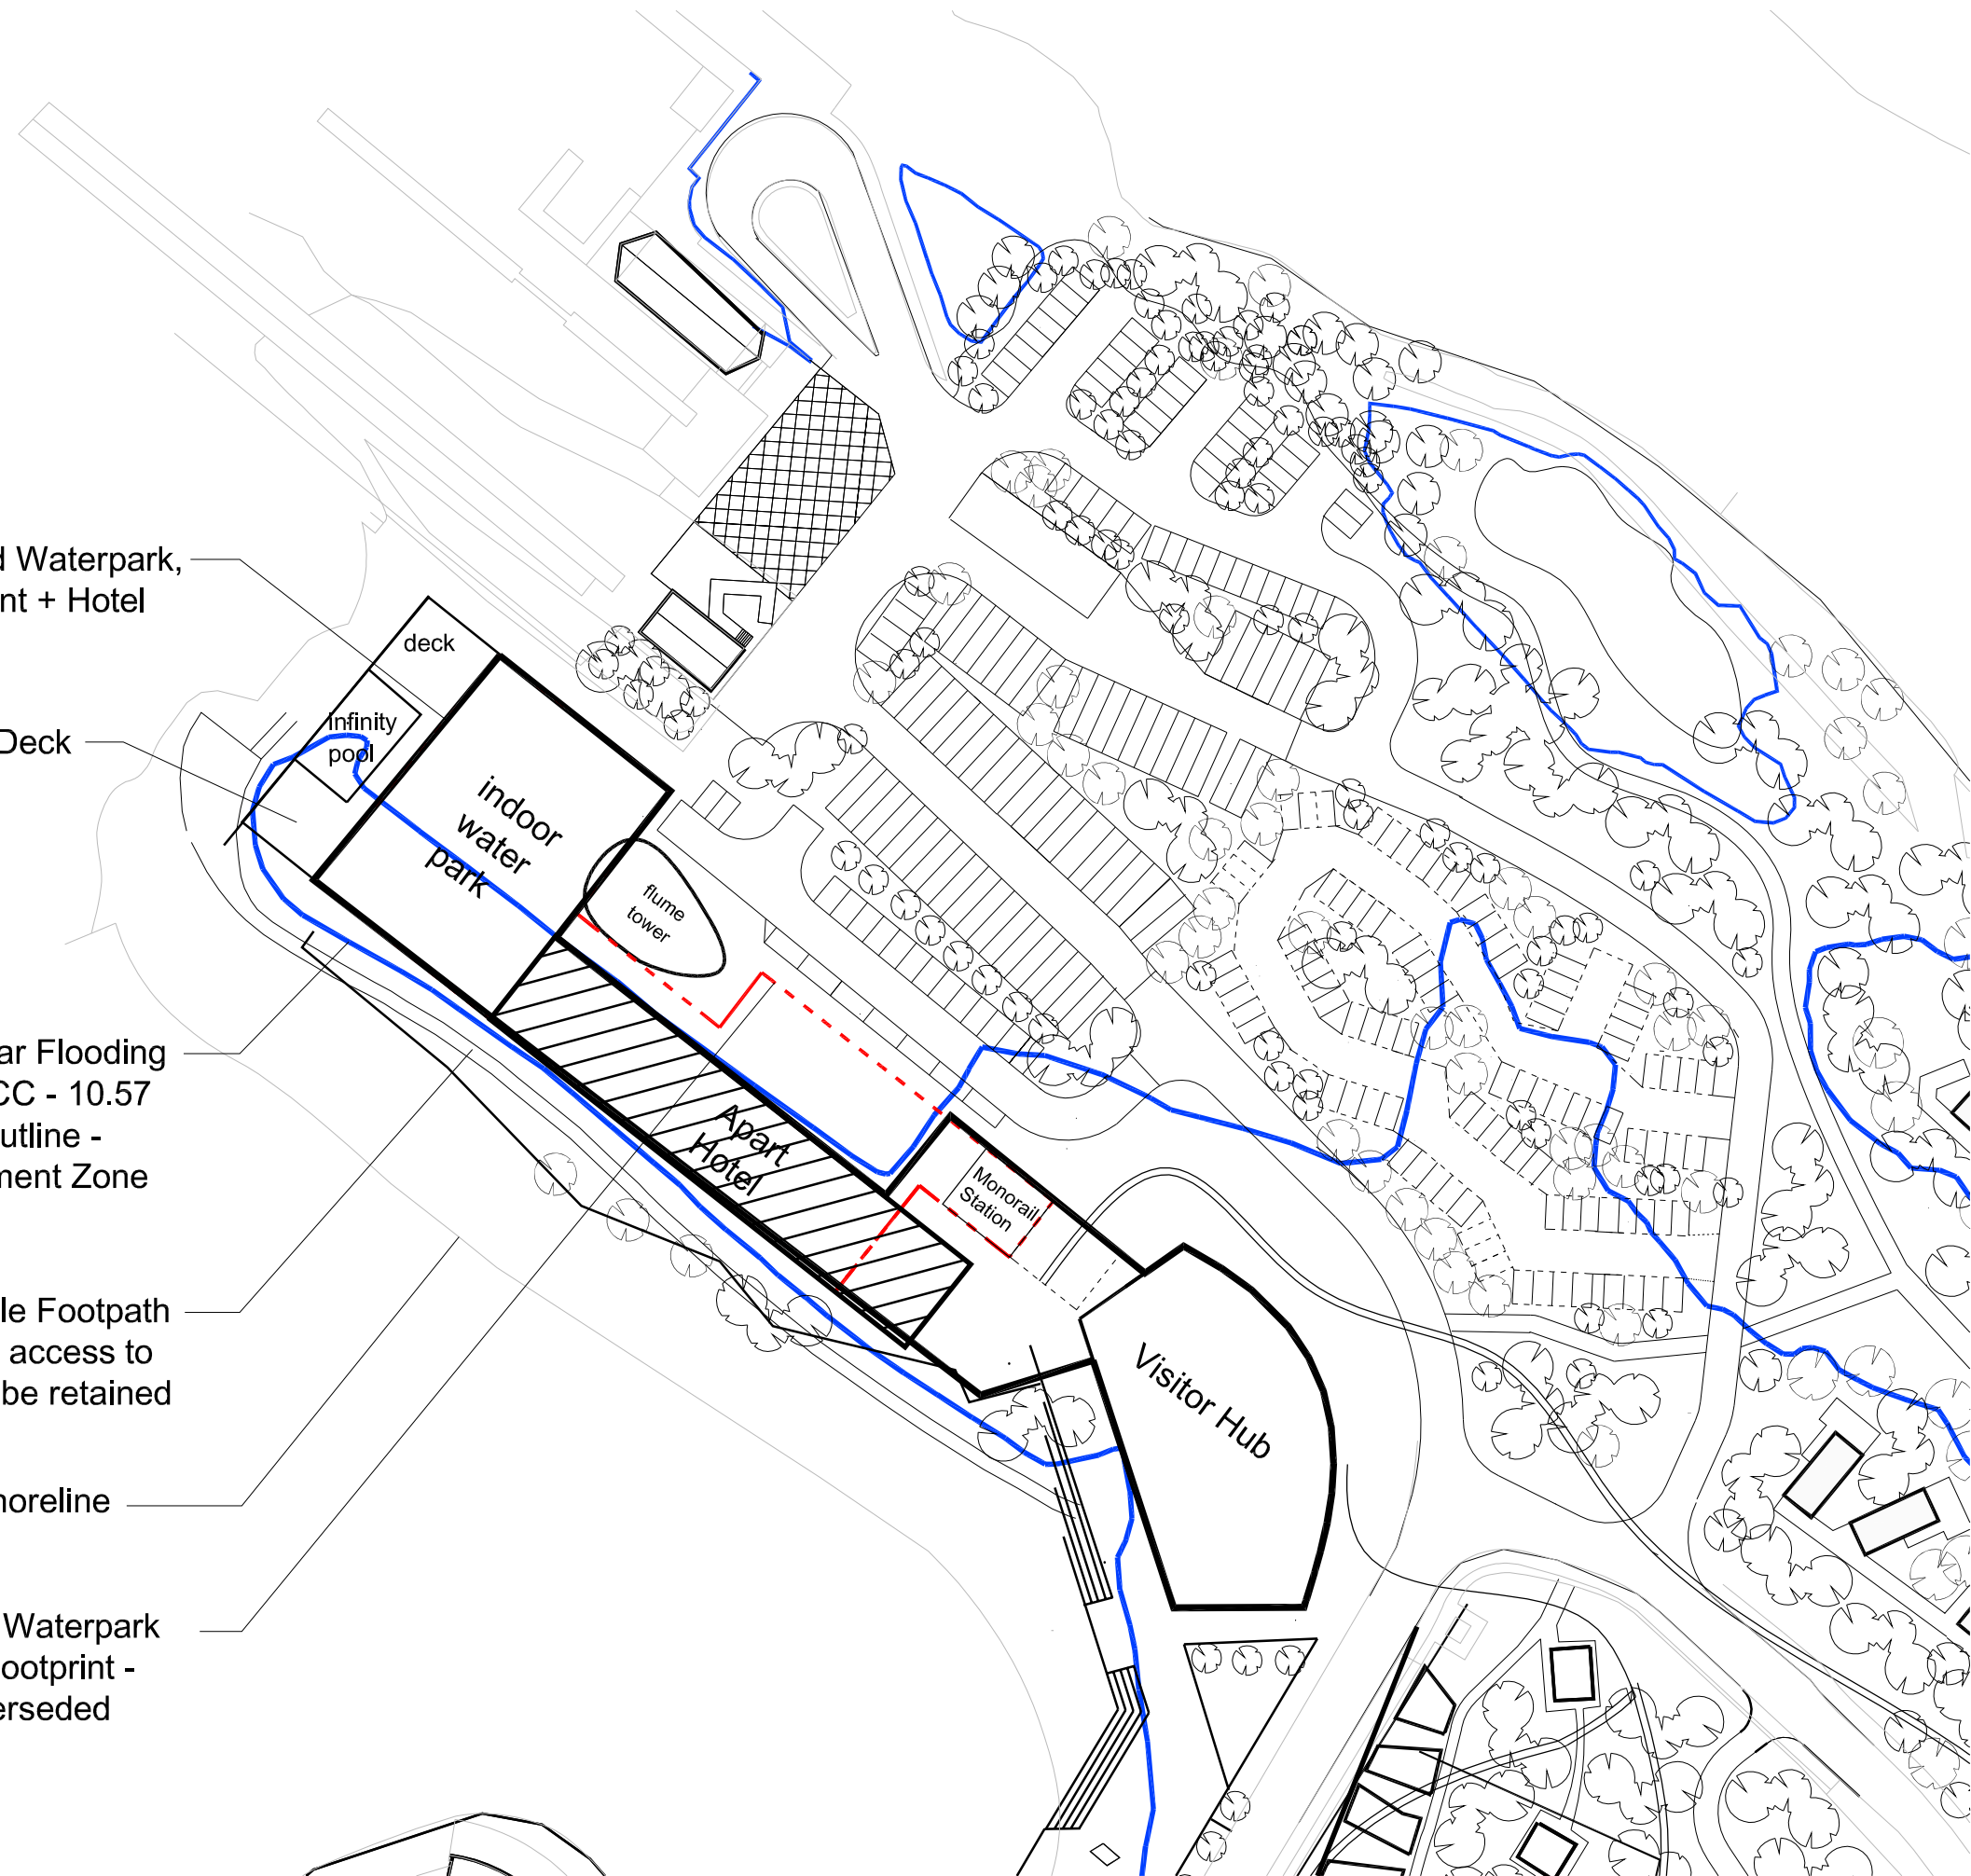 d Waterpark,
nt + Hotel
deck
infinity
pool
Deck
indoor
water
park
flume
tower
ar Flooding
CC - 10.57
utline -
ment Zone
Apart
Hotel
Monorail
Station
le Footpath
access to
be retained
Visitor Hub
horeline
Waterpark
ootprint -
erseded